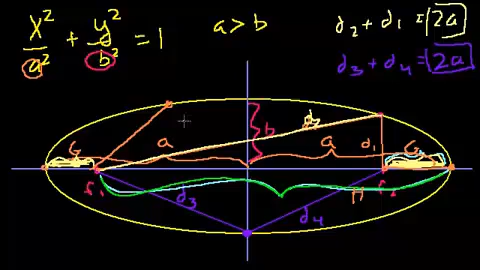 x²/a² + y²/b² = 1
a > b
d₂ + d₁ = 2a
d₃ + d₄ = 2a
b
d₂
a
a
d₁
f₁
f₂
d₃
d₄